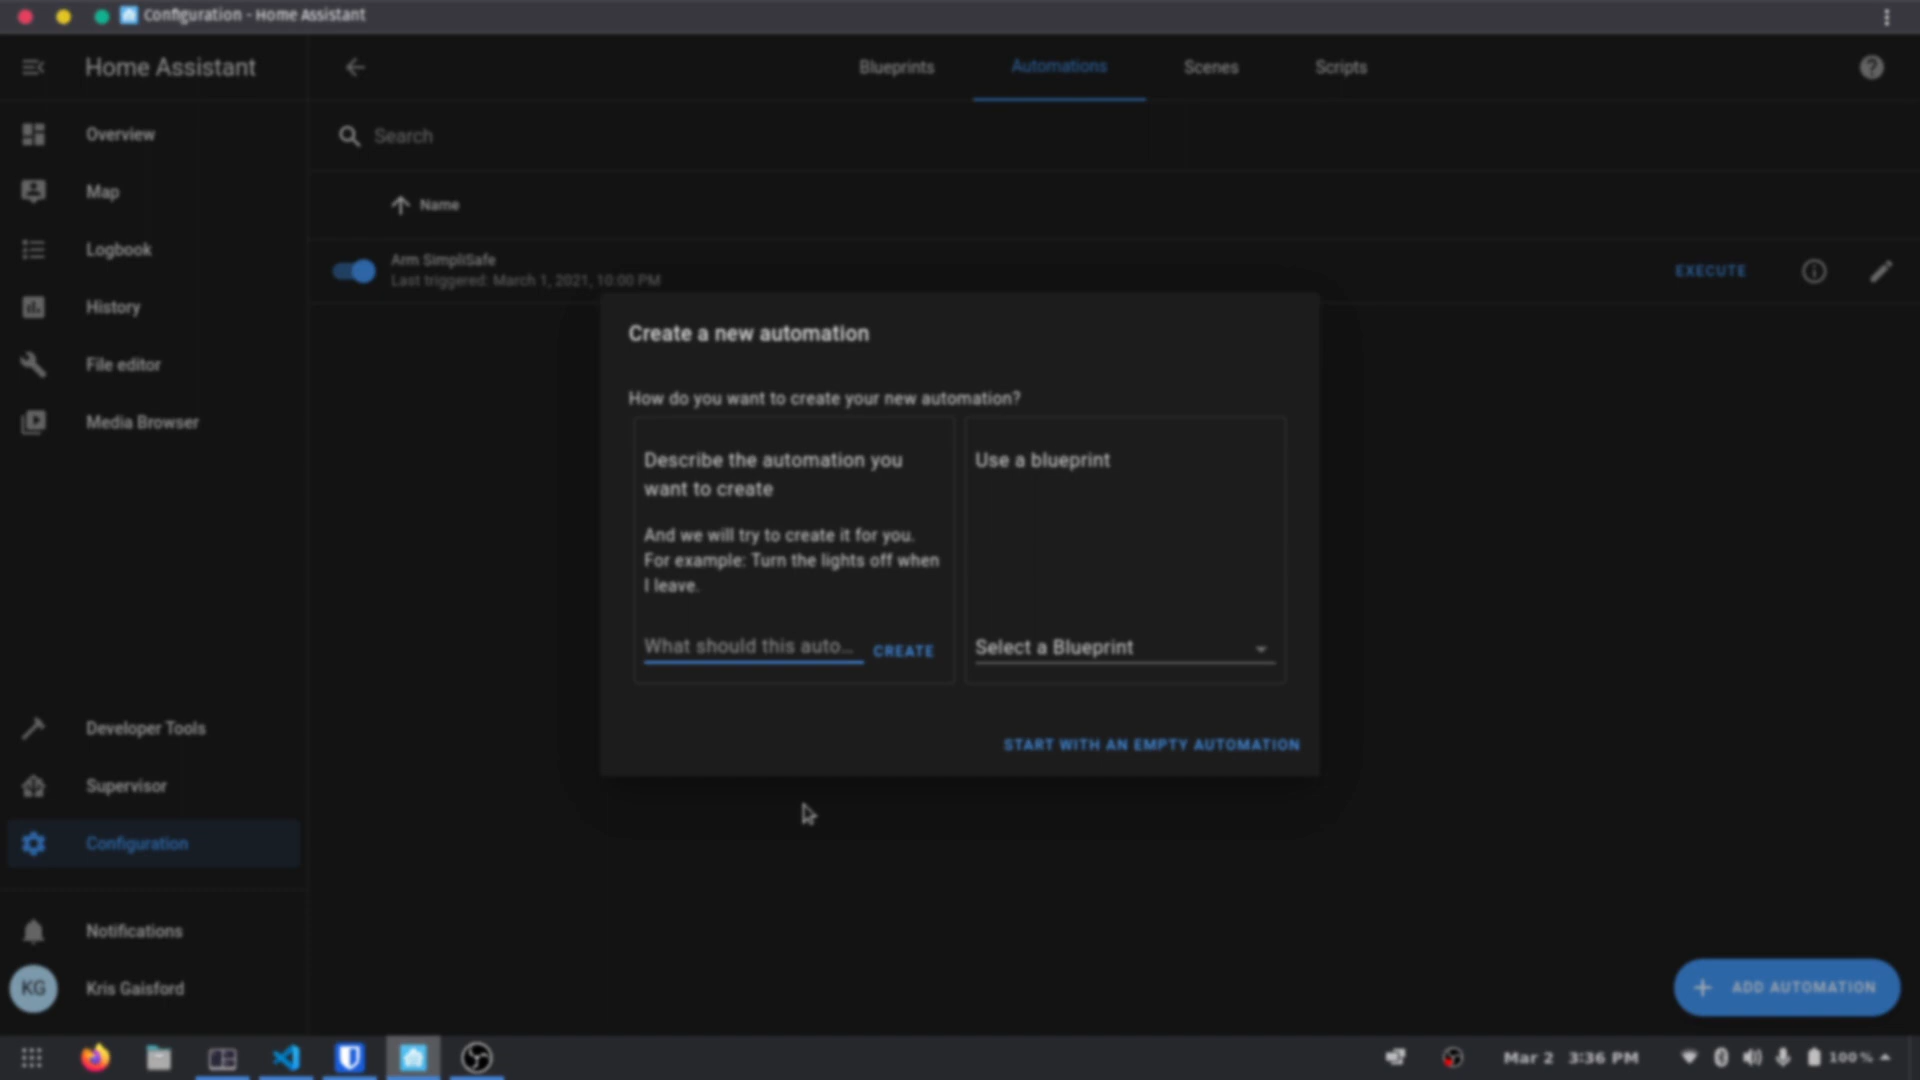 Configuration - Home Assistant
Home Assistant
Blueprints
Automations
Scenes
Scripts
Overview
Search
Map
Name
Logbook
Arm SimpliSafe
Last triggered: March 1, 2021, 10:00 PM
EXECUTE
History
File editor
Media Browser
Create a new automation
How do you want to create your new automation?
Describe the automation you
want to create
And we will try to create it for you.
For example: Turn the lights off when
I leave.
What should this auto...
CREATE
Use a blueprint
Select a Blueprint
START WITH AN EMPTY AUTOMATION
Developer Tools
Supervisor
Configuration
Notifications
KG
Kris Gaisford
ADD AUTOMATION
Mar 2 3:36 PM
100%